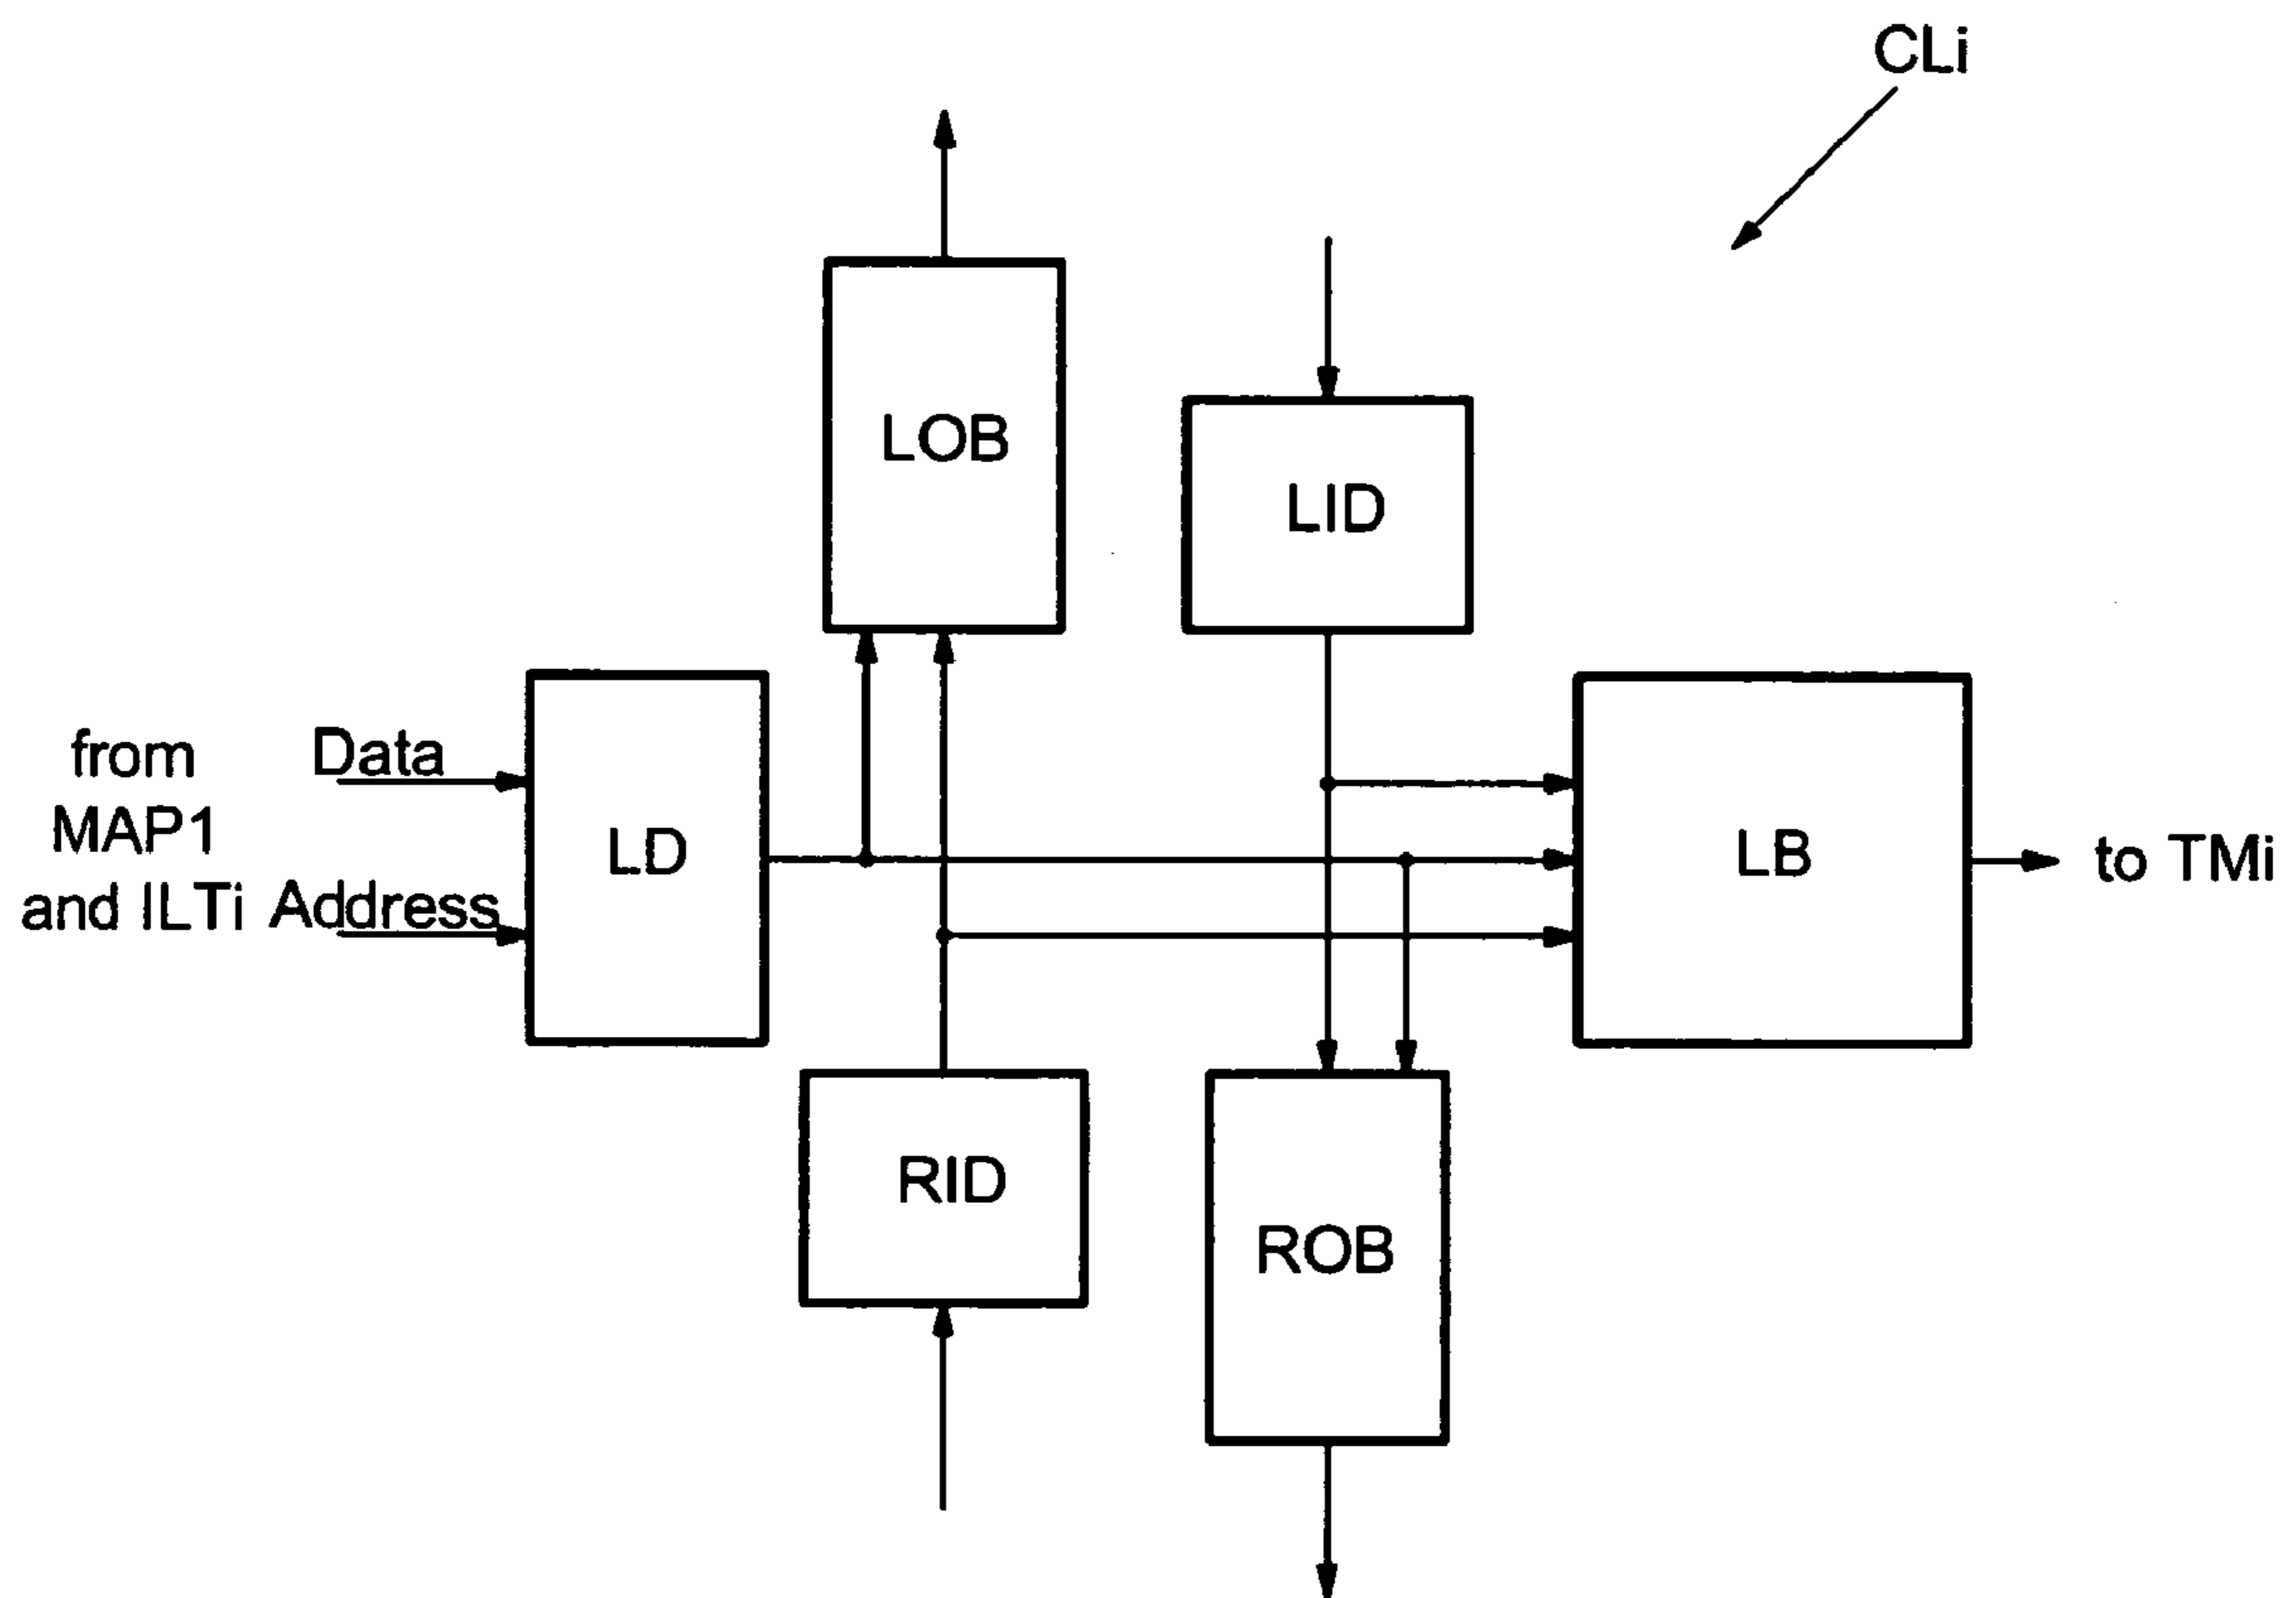 CLi
LOB
LID
from
MAP1
and ILTi
Data
Address
LD
LB
to TMi
RID
ROB